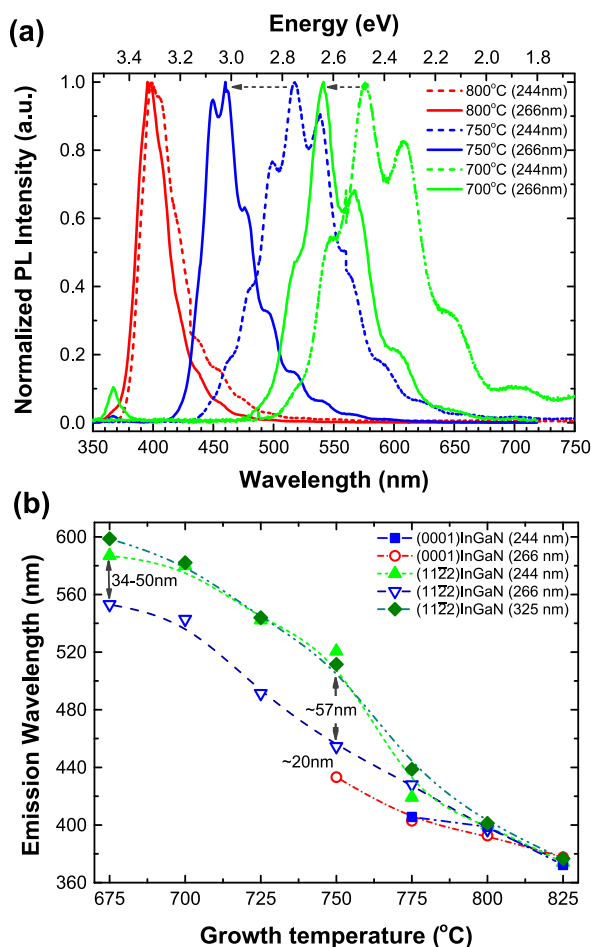 (a)
Energy (eV)
3.4 3.2 3.0 2.8 2.6 2.4 2.2 2.0 1.8
Normalized PL Intensity (a.u.)
1.0
0.8
0.6
0.4
0.2
0.0
800°C (244nm)
800°C (266nm)
750°C (244nm)
750°C (266nm)
700°C (244nm)
700°C (266nm)
350 400 450 500 550 600 650 700 750
Wavelength (nm)
(b)
Emission Wavelength (nm)
600
560
520
480
440
400
360
(0001)InGaN (244 nm)
(0001)InGaN (266 nm)
(112̅2)InGaN (244 nm)
(112̅2)InGaN (266 nm)
(112̅2)InGaN (325 nm)
34-50nm
~57nm
~20nm
675 700 725 750 775 800 825
Growth temperature (°C)